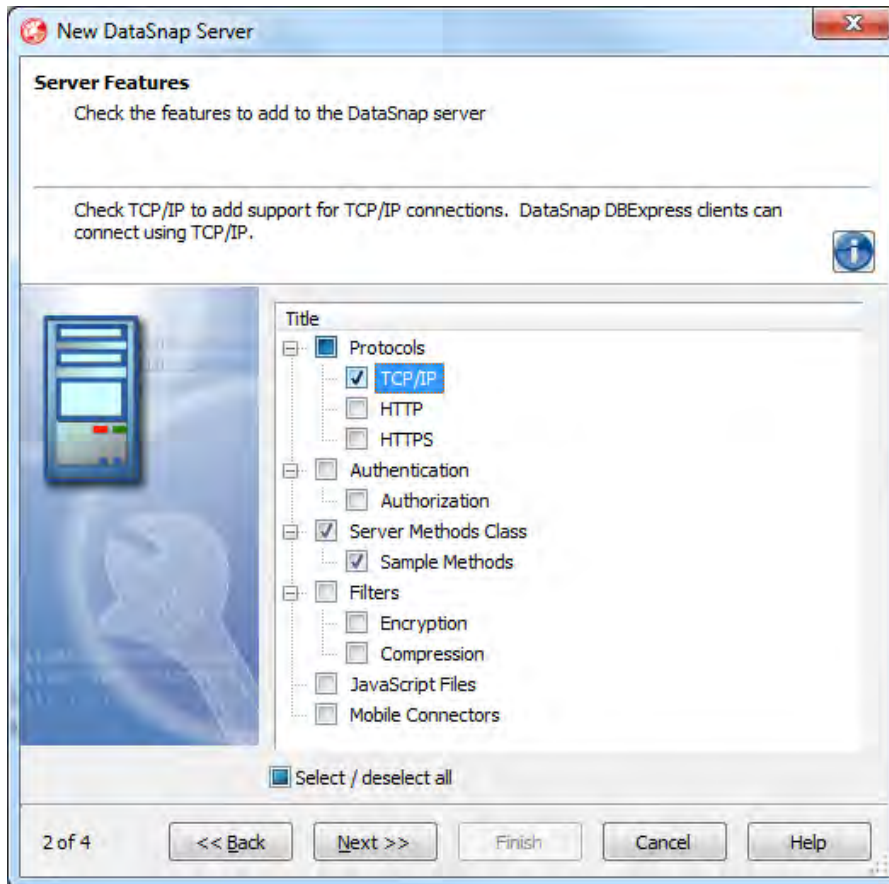 New DataSnap Server
Server Features
Check the features to add to the DataSnap server
Check TCP/IP to add support for TCP/IP connections.  DataSnap DBExpress clients can
connect using TCP/IP.
Title
Protocols
TCP/IP
HTTP
HTTPS
Authentication
Authorization
Server Methods Class
Sample Methods
Filters
Encryption
Compression
JavaScript Files
Mobile Connectors
Select / deselect all
2 of 4 << Back Next >> Finish Cancel Help